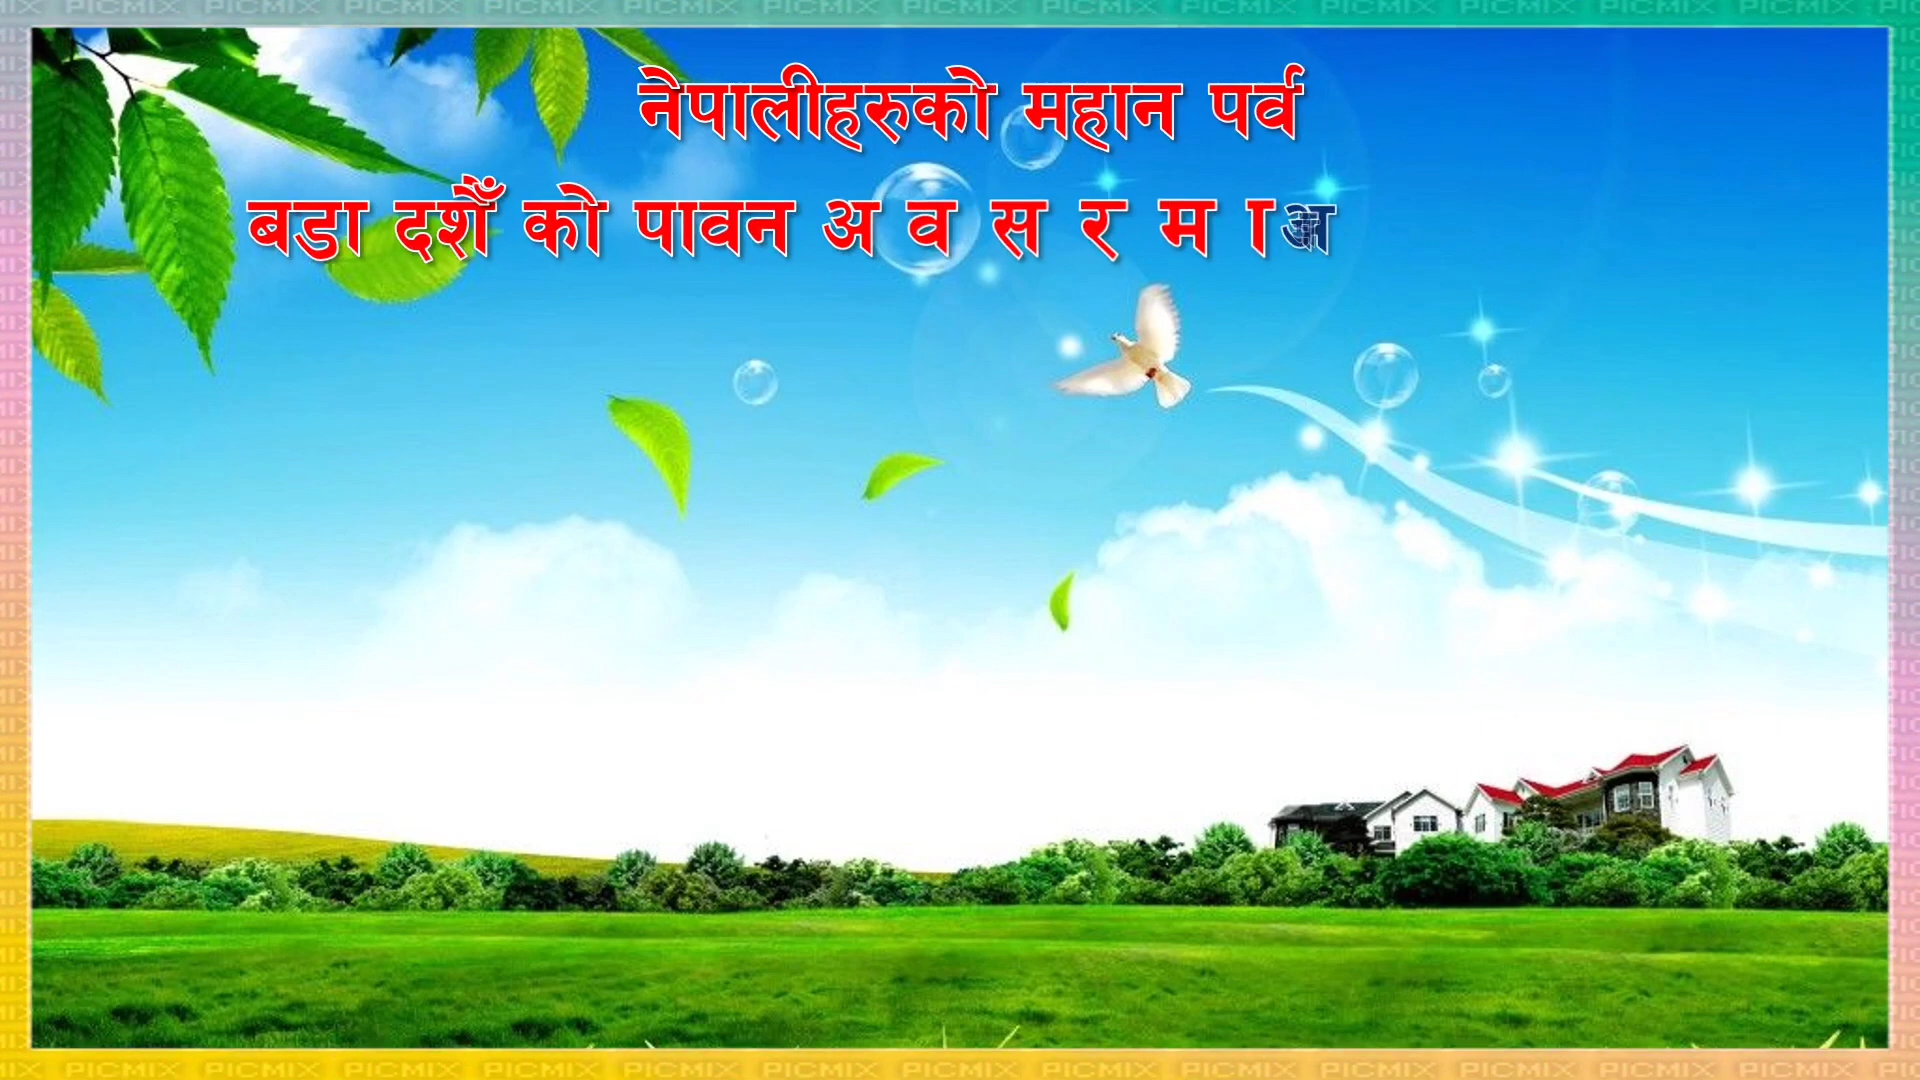 नेपालीहरुको महान पर्व
बडा दशैँ को पावन अ व स र म ा